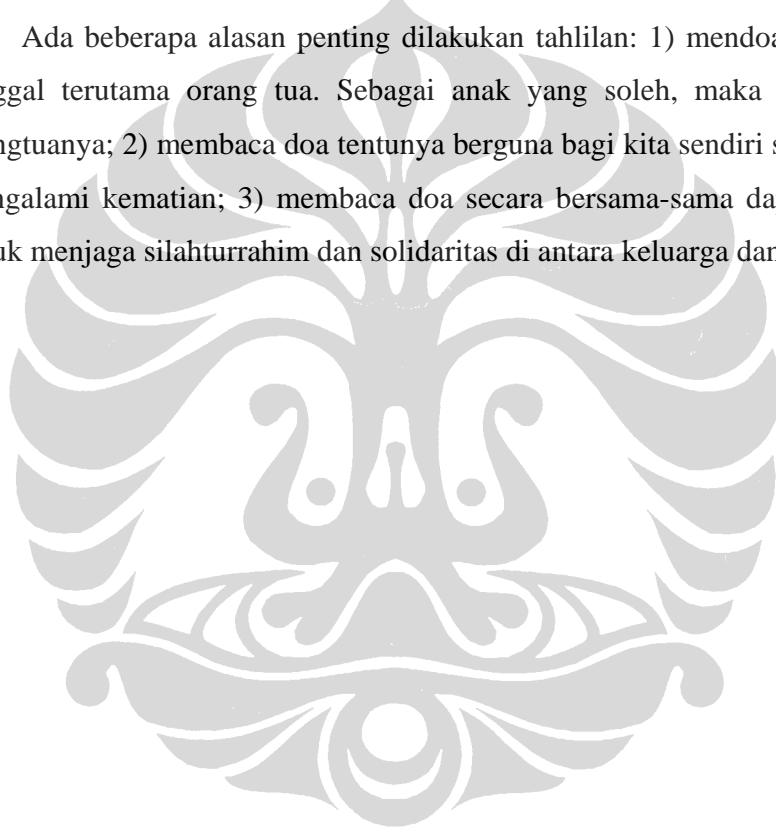 Ada beberapa alasan penting dilakukan tahlilan: 1) mendoa
ggal terutama orang tua. Sebagai anak yang soleh, maka
ngtuanya; 2) membaca doa tentunya berguna bagi kita sendiri s
ngalami kematian; 3) membaca doa secara bersama-sama da
uk menjaga silahturrahim dan solidaritas di antara keluarga dan